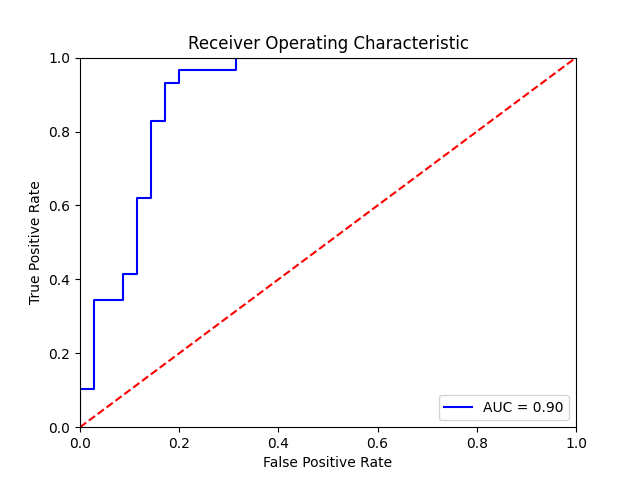 Receiver Operating Characteristic
True Positive Rate
1.0
0.8
0.6
0.4
0.2
0.0
0.0 0.2 0.4 0.6 0.8 1.0
False Positive Rate
AUC = 0.90